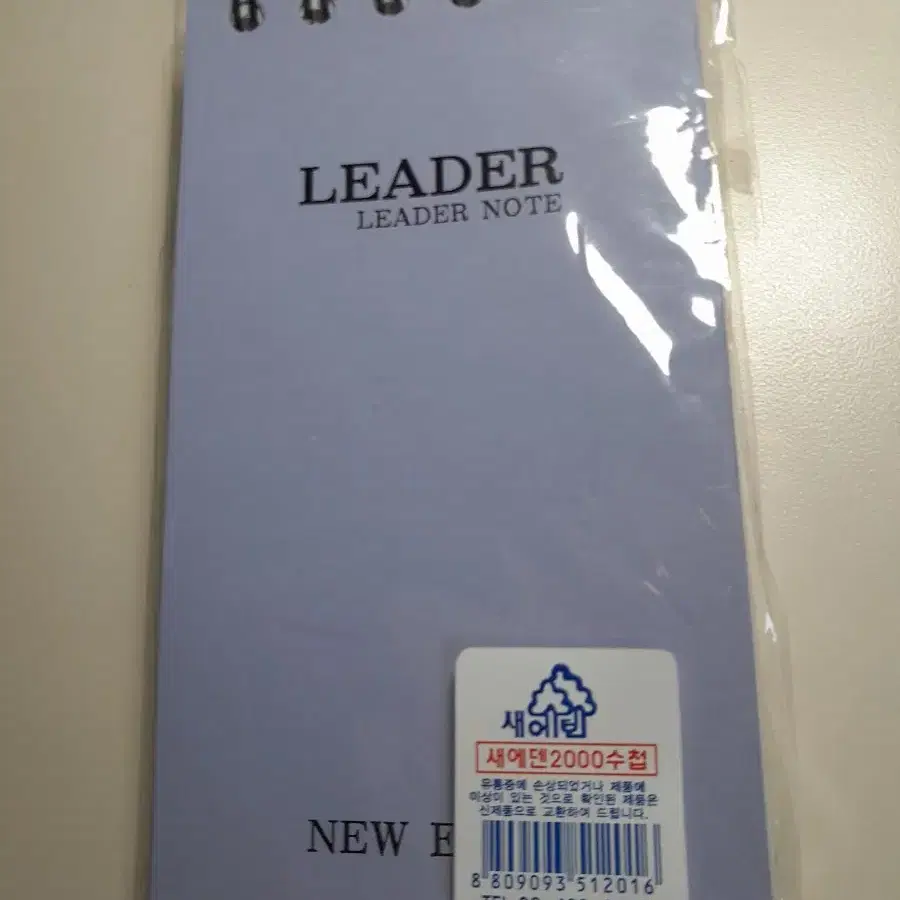 LEADER
LEADER NOTE
새에덴
새에덴2000수첩
유통중에 손상되었거나 제품에
이상이 있는 것으로 확인된 제품은
신제품으로 교환하여 드립니다.
NEW E
8 809093 512016